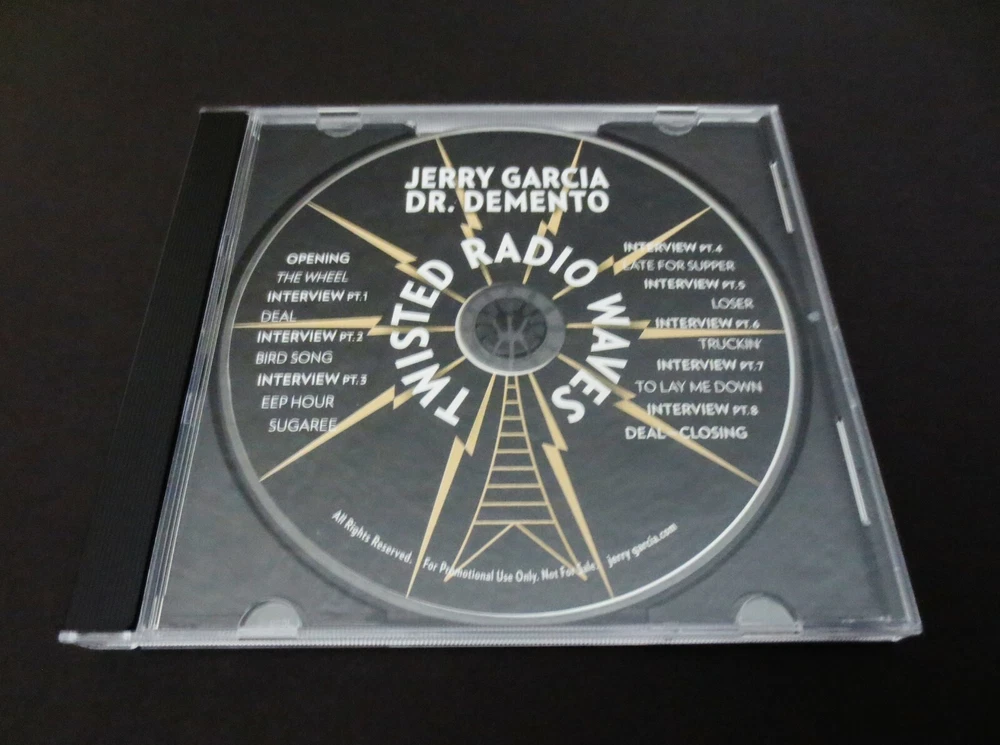 JERRY GARCIA
DR. DEMENTO
TWISTED RADIO WAVES
OPENING
THE WHEEL
INTERVIEW PT.1
DEAL
INTERVIEW PT.2
BIRD SONG
INTERVIEW PT.3
EEP HOUR
SUGAREE
INTERVIEW PT.4
LATE FOR SUPPER
INTERVIEW PT.5
LOSER
INTERVIEW PT.6
TRUCKIN'
INTERVIEW PT.7
TO LAY ME DOWN
INTERVIEW PT.8
DEAL - CLOSING
All Rights Reserved. For Promotional Use Only. Not For Sale. jerry garcia.com